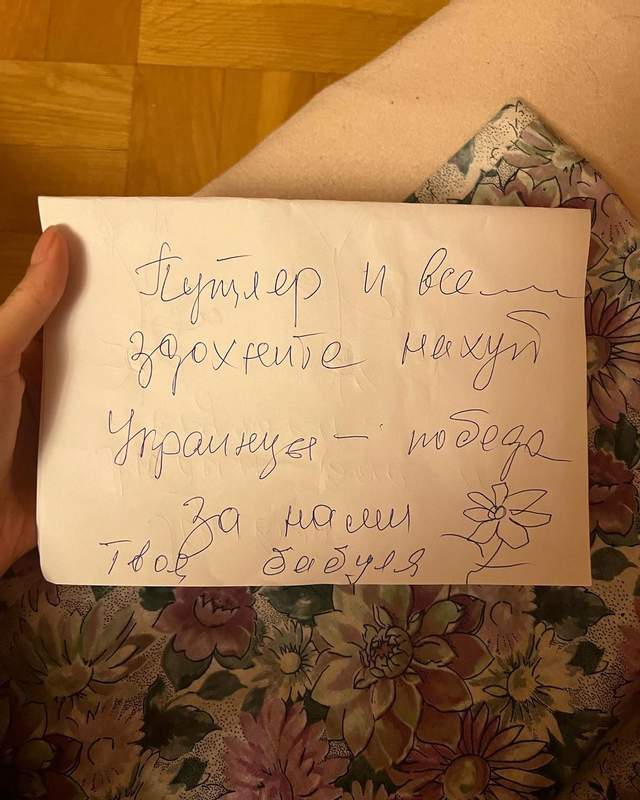 Путлер и все
здохните нахуй
Украинцы — победа
за нами
Твоя бабуля